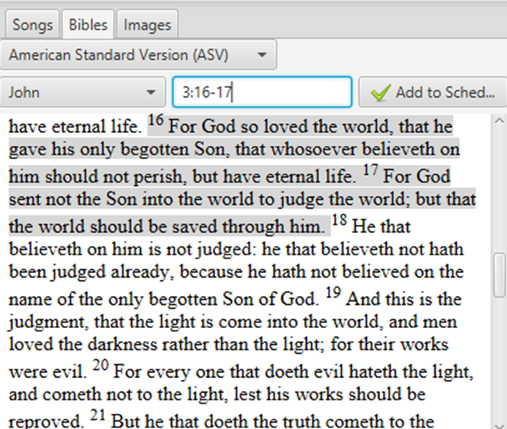 Songs Bibles Images
American Standard Version (ASV)
John 3:16-17 Add to Sched...
have eternal life. 16 For God so loved the world, that he
gave his only begotten Son, that whosoever believeth on
him should not perish, but have eternal life. 17 For God
sent not the Son into the world to judge the world; but that
the world should be saved through him. 18 He that
believeth on him is not judged: he that believeth not hath
been judged already, because he hath not believed on the
name of the only begotten Son of God. 19 And this is the
judgment, that the light is come into the world, and men
loved the darkness rather than the light; for their works
were evil. 20 For every one that doeth evil hateth the light,
and cometh not to the light, lest his works should be
reproved. 21 But he that doeth the truth cometh to the